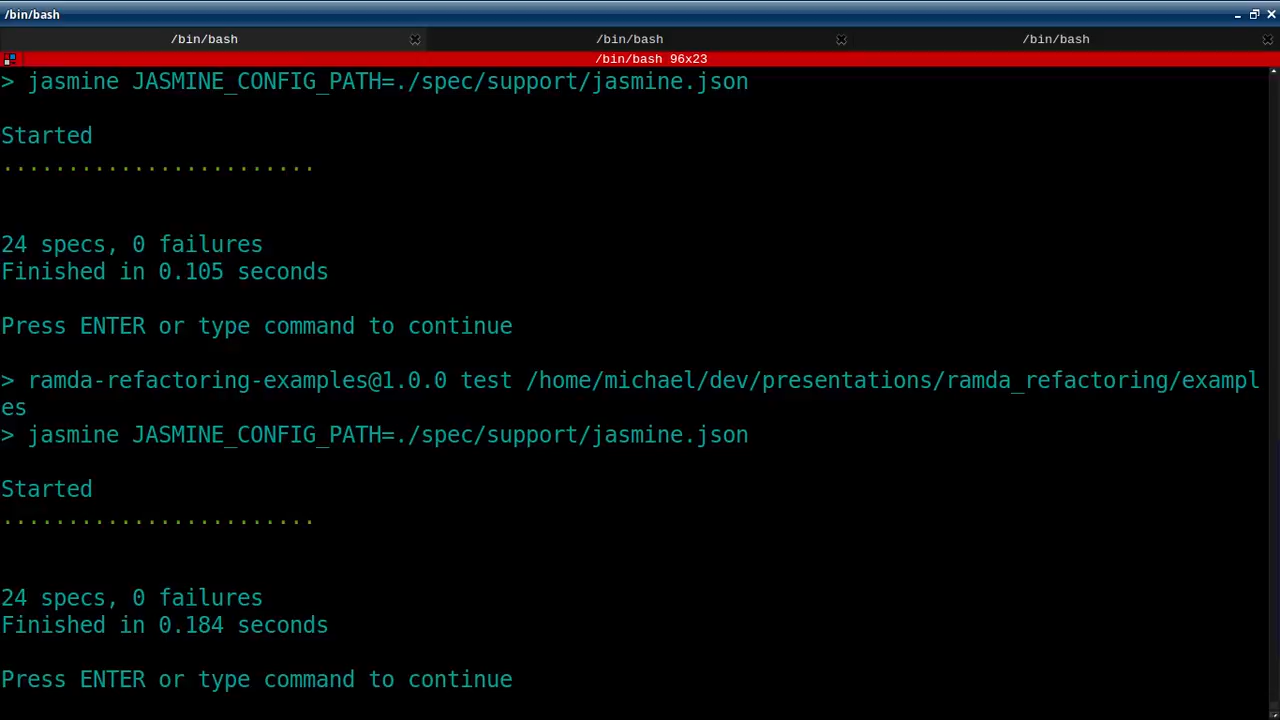 /bin/bash
/bin/bash /bin/bash /bin/bash
/bin/bash 96x23
> jasmine JASMINE_CONFIG_PATH=./spec/support/jasmine.json
Started
........................
24 specs, 0 failures
Finished in 0.105 seconds
Press ENTER or type command to continue
> ramda-refactoring-examples@1.0.0 test /home/michael/dev/presentations/ramda_refactoring/exampl
es
> jasmine JASMINE_CONFIG_PATH=./spec/support/jasmine.json
Started
........................
24 specs, 0 failures
Finished in 0.184 seconds
Press ENTER or type command to continue